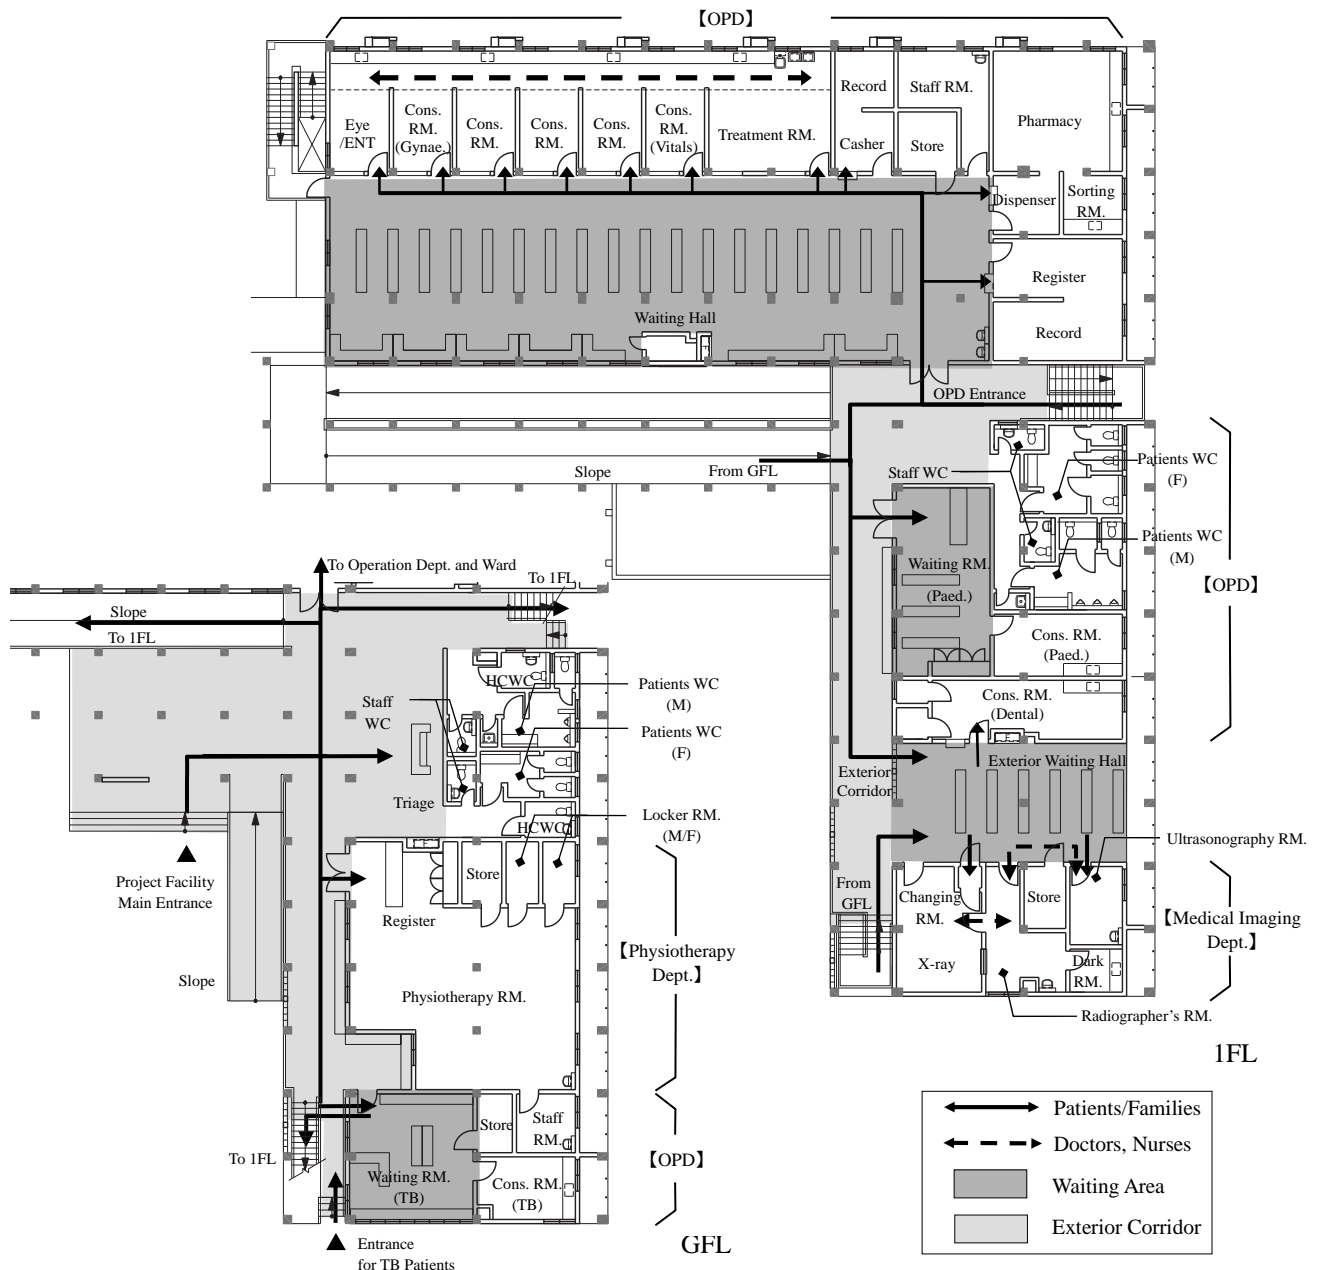 【OPD】
Eye
/ENT
Cons.
RM.
(Gynae.)
Cons.
RM.
Cons.
RM.
Cons.
RM.
Cons.
RM.
(Vitals)
Treatment RM.
Record
Casher
Staff RM.
Store
Pharmacy
Dispenser
Sorting
RM.
Register
Record
Waiting Hall
OPD Entrance
Slope
From GFL
Staff WC
Patients WC
(F)
Patients WC
(M)
【OPD】
Waiting RM.
(Paed.)
Cons. RM.
(Paed.)
Cons. RM.
(Dental)
Exterior
Corridor
Exterior Waiting Hall
Ultrasonography RM.
From
GFL
Changing
RM.
Store
X-ray
Dark
RM.
【Medical Imaging
Dept.】
Radiographer's RM.
1FL
To Operation Dept. and Ward
To 1FL
Slope
To 1FL
HCWC
Staff
WC
Patients WC
(M)
Patients WC
(F)
Triage
HCWC
Locker RM.
(M/F)
Project Facility
Main Entrance
Store
Register
【Physiotherapy
Dept.】
Slope
Physiotherapy RM.
To 1FL
Store
Staff
RM.
【OPD】
Waiting RM.
(TB)
Cons. RM.
(TB)
Entrance
for TB Patients
GFL
Patients/Families
Doctors, Nurses
Waiting Area
Exterior Corridor